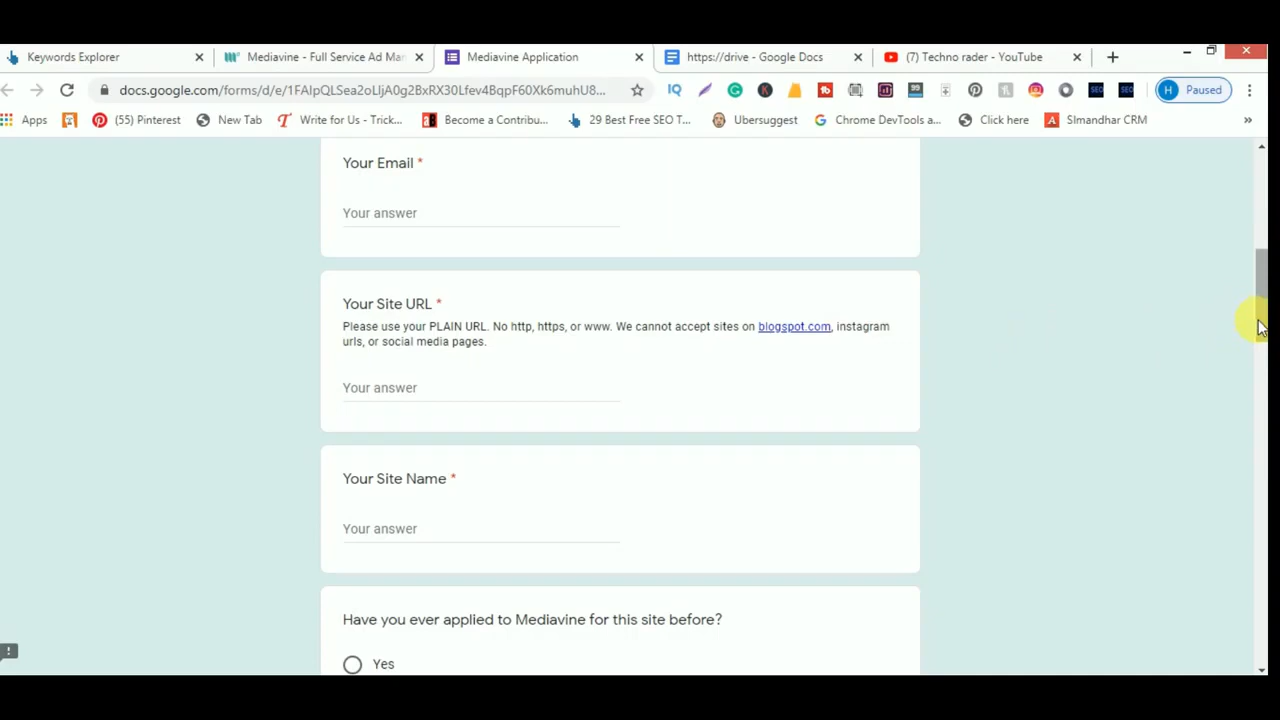 Keywords Explorer
Mediavine - Full Service Ad Mar
Mediavine Application
https://drive - Google Docs
(7) Techno rader - YouTube
docs.google.com/forms/d/e/1FAIpQLSea2oLIjA0g2BxRX30Lfev4BqpF60Xk6muhU8...
H Paused
Apps
(55) Pinterest
New Tab
Write for Us - Trick...
Become a Contribu...
29 Best Free SEO T...
Ubersuggest
Chrome DevTools a...
Click here
SImandhar CRM
Your Email *
Your answer
Your Site URL *
Please use your PLAIN URL. No http, https, or www. We cannot accept sites on blogspot.com, instagram
urls, or social media pages.
Your answer
Your Site Name *
Your answer
Have you ever applied to Mediavine for this site before?
Yes